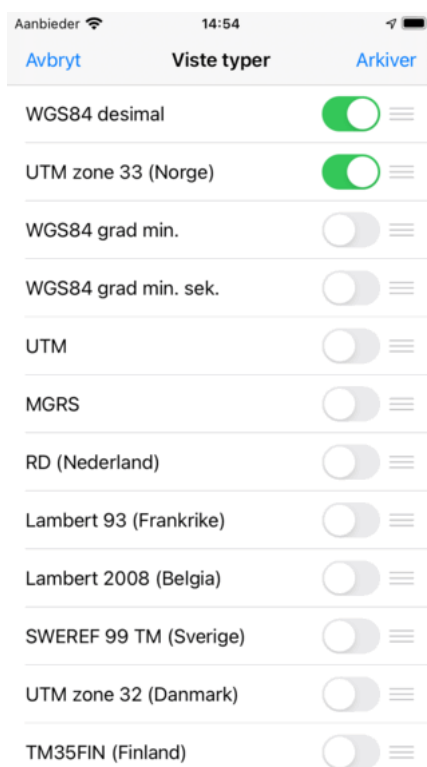 Aanbieder 14:54
Avbryt Viste typer Arkiver
WGS84 desimal
UTM zone 33 (Norge)
WGS84 grad min.
WGS84 grad min. sek.
UTM
MGRS
RD (Nederland)
Lambert 93 (Frankrike)
Lambert 2008 (Belgia)
SWEREF 99 TM (Sverige)
UTM zone 32 (Danmark)
TM35FIN (Finland)